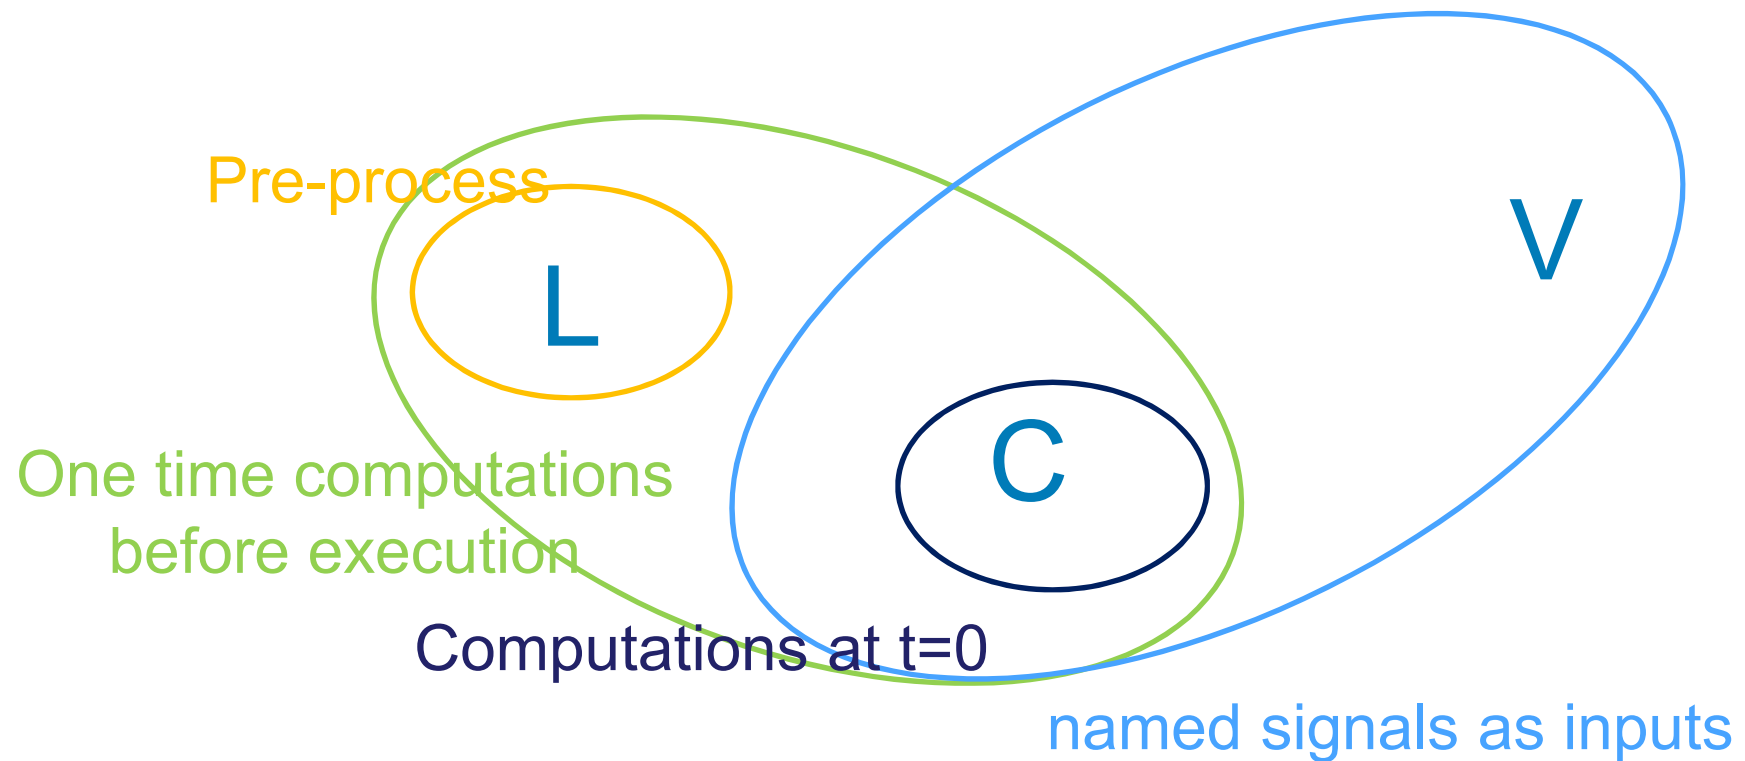 Pre-process
V
L
C
One time computations
before execution
Computations at t=0
named signals as inputs